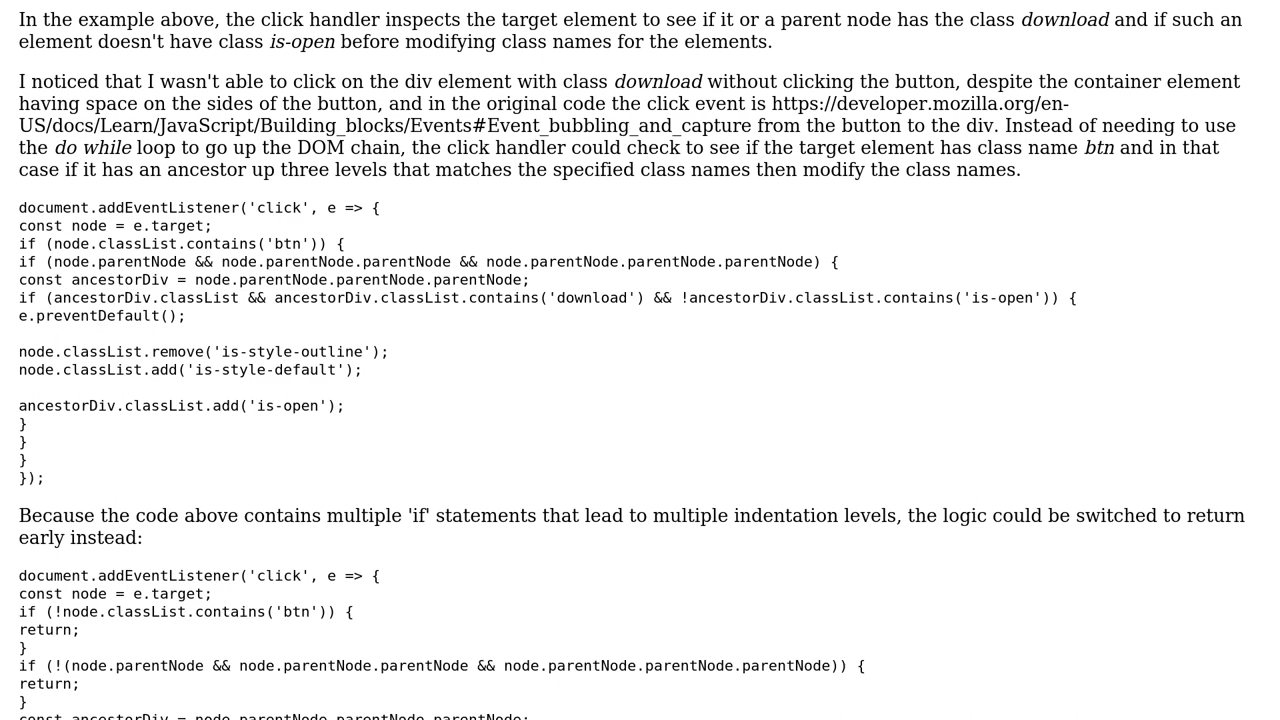 In the example above, the click handler inspects the target element to see if it or a parent node has the class download and if such an
element doesn't have class is-open before modifying class names for the elements.
I noticed that I wasn't able to click on the div element with class download without clicking the button, despite the container element
having space on the sides of the button, and in the original code the click event is https://developer.mozilla.org/en-
US/docs/Learn/JavaScript/Building_blocks/Events#Event_bubbling_and_capture from the button to the div. Instead of needing to use
the do while loop to go up the DOM chain, the click handler could check to see if the target element has class name btn and in that
case if it has an ancestor up three levels that matches the specified class names then modify the class names.
document.addEventListener('click', e => {
const node = e.target;
if (node.classList.contains('btn')) {
if (node.parentNode && node.parentNode.parentNode && node.parentNode.parentNode.parentNode) {
const ancestorDiv = node.parentNode.parentNode.parentNode;
if (ancestorDiv.classList && ancestorDiv.classList.contains('download') && !ancestorDiv.classList.contains('is-open')) {
e.preventDefault();
node.classList.remove('is-style-outline');
node.classList.add('is-style-default');
ancestorDiv.classList.add('is-open');
}
}
}
});
Because the code above contains multiple 'if' statements that lead to multiple indentation levels, the logic could be switched to return
early instead:
document.addEventListener('click', e => {
const node = e.target;
if (!node.classList.contains('btn')) {
return;
}
if (!(node.parentNode && node.parentNode.parentNode && node.parentNode.parentNode.parentNode)) {
return;
}
const ancestorDiv = node.parentNode.parentNode.parentNode;